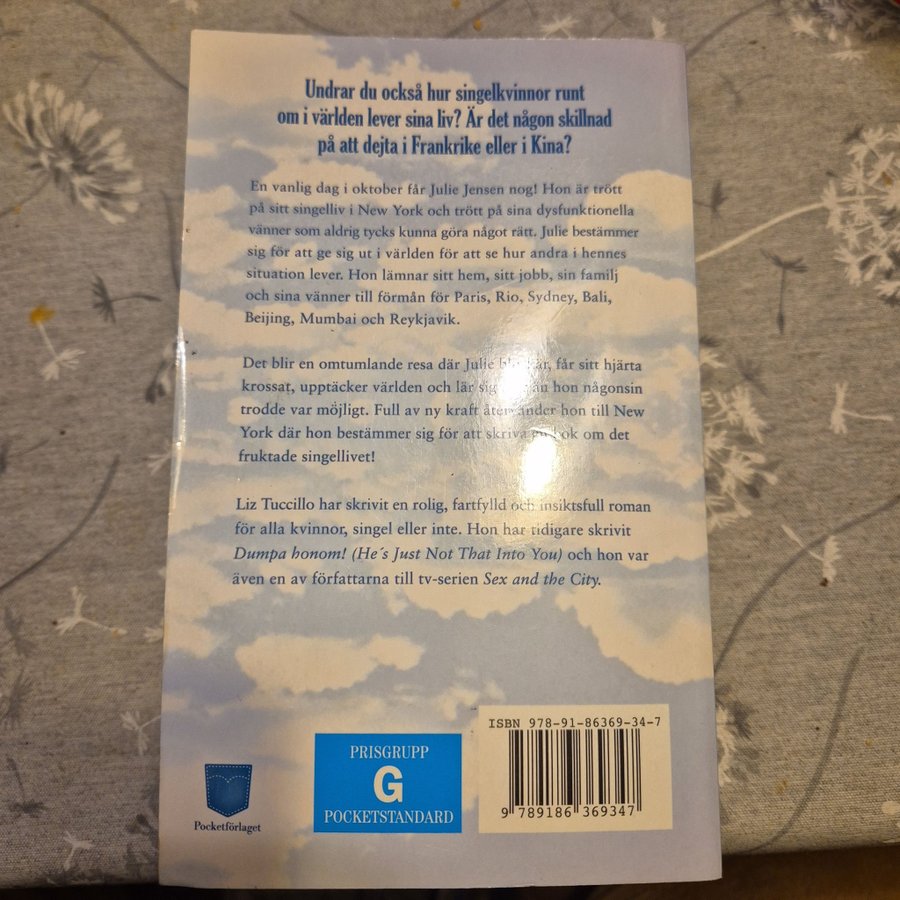 Undrar du också hur singelkvinnor runt
om i världen lever sina liv? Är det någon skillnad
på att dejta i Frankrike eller i Kina?
En vanlig dag i oktober får Julie Jensen nog! Hon är trött
på sitt singelliv i New York och trött på sina dysfunktionella
vänner som aldrig tycks kunna göra något rätt. Julie bestämmer
sig för att ge sig ut i världen för att se hur andra i hennes
situation lever. Hon lämnar sitt hem, sitt jobb, sin familj
och sina vänner till förmån för Paris, Rio, Sydney, Bali,
Beijing, Mumbai och Reykjavik.
Det blir en omtumlande resa där Julie blir kär, får sitt hjärta
krossat, upptäcker världen och lär sig hon någonsin
trodde var möjligt. Full av ny kraft återvänder hon till New
York där hon bestämmer sig för att skriva bok om det
fruktade singellivet!
Liz Tuccillo har skrivit en rolig, fartfylld och insiktsfull roman
för alla kvinnor, singel eller inte. Hon har tidigare skrivit
Dumpa honom! (He´s Just Not That Into You) och hon var
även en av författarna till tv-serien Sex and the City.
ISBN 978-91-86369-34-7
PRISGRUPP
G
POCKETSTANDARD
9 789186 369347
Pocketförlaget